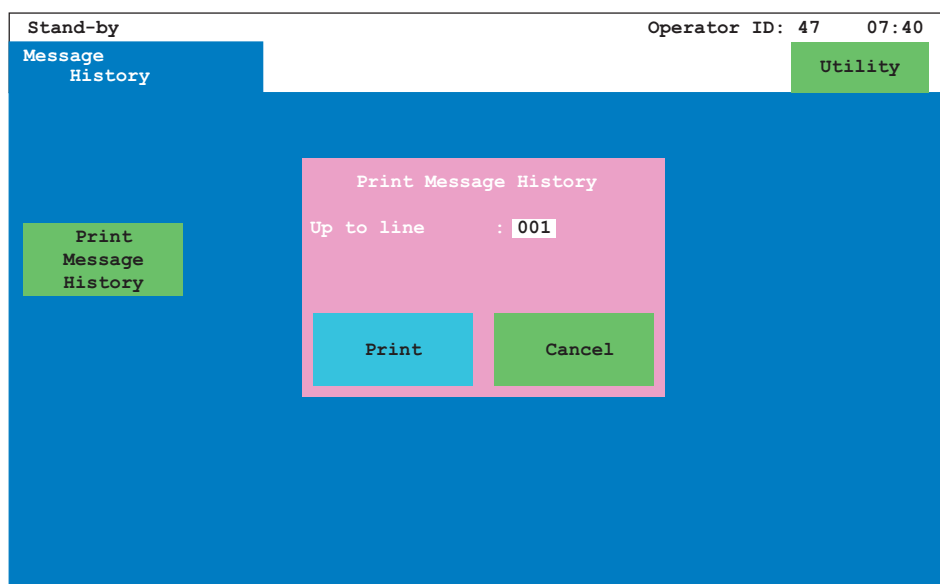 Stand-by
Operator ID: 47 07:40
Message
History
Utility
Print Message History
Up to line : 001
Print
Message
History
Print
Cancel